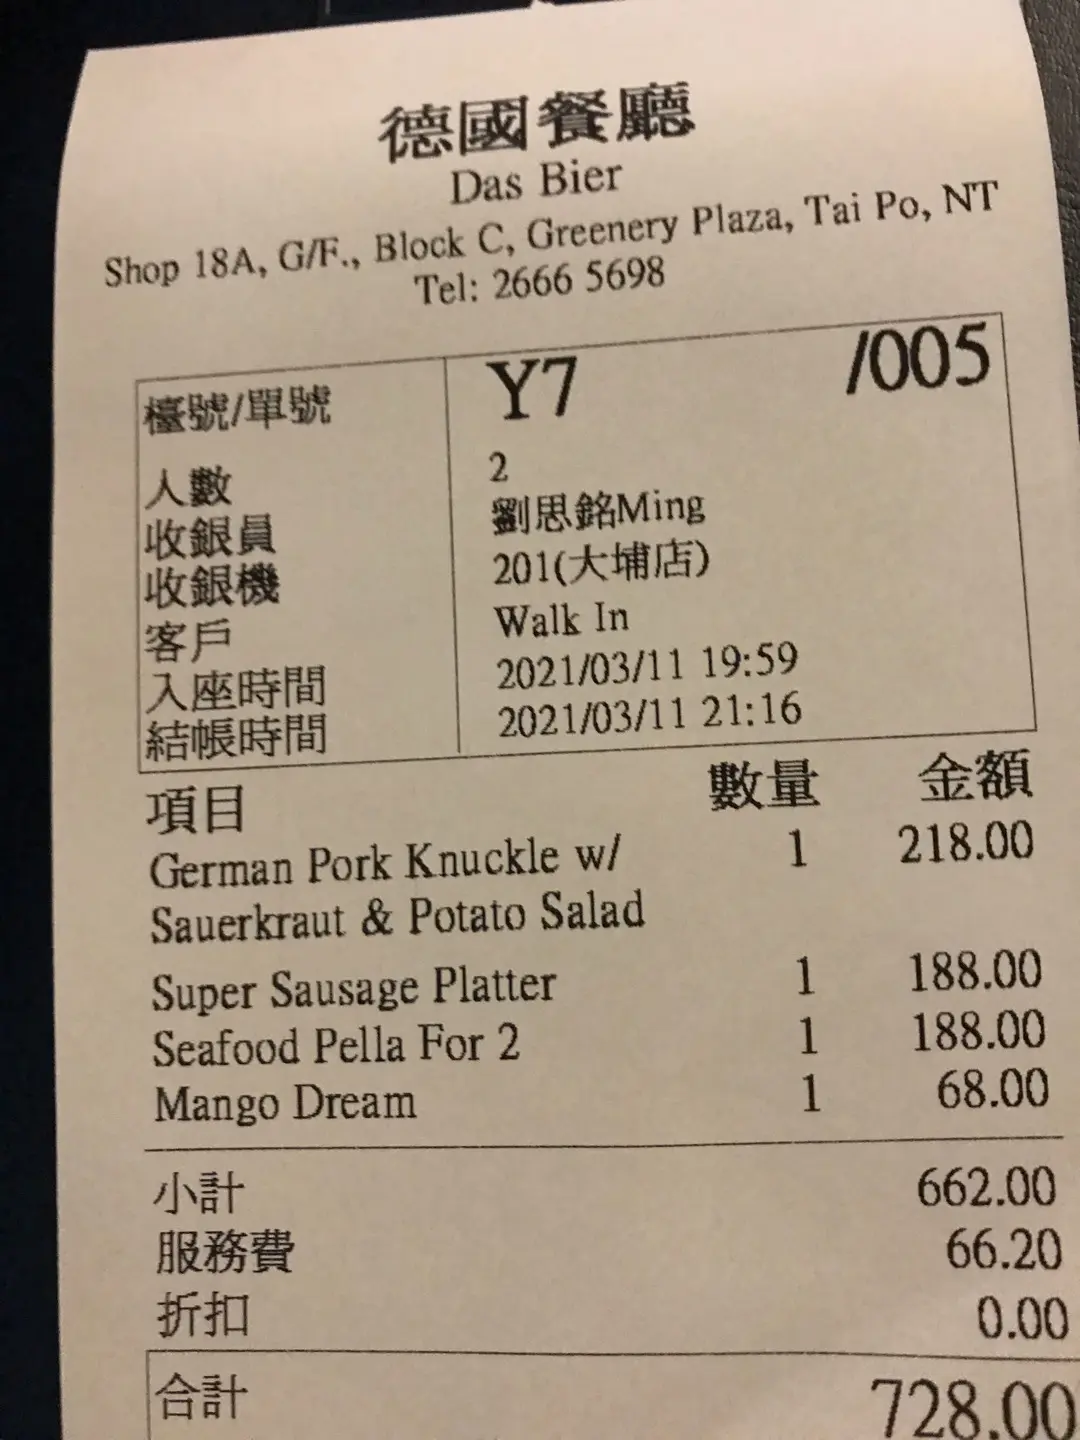 德國餐廳
Das Bier
Shop 18A, G/F., Block C, Greenery Plaza, Tai Po, NT
Tel: 2666 5698
檯號/單號 Y7 /005
人數 2
收銀員 劉思銘Ming
收銀機 201(大埔店)
客戶 Walk In
入座時間 2021/03/11 19:59
結帳時間 2021/03/11 21:16
項目 數量 金額
German Pork Knuckle w/ 1 218.00
Sauerkraut & Potato Salad
Super Sausage Platter 1 188.00
Seafood Pella For 2 1 188.00
Mango Dream 1 68.00
小計 662.00
服務費 66.20
折扣 0.00
合計 728.00